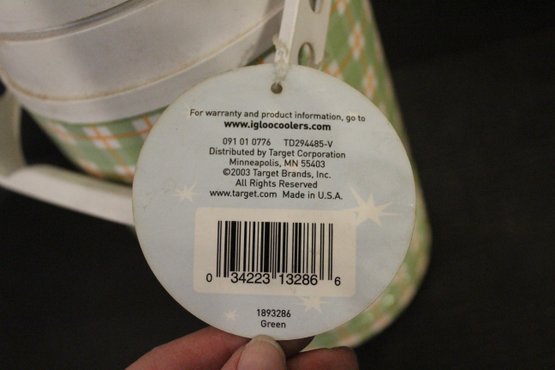 For warranty and product information, go to
www.igloocoolers.com
091 01 0776 TD294485-V
Distributed by Target Corporation
Minneapolis, MN 55403
©2003 Target Brands, Inc.
All Rights Reserved
www.target.com Made in U.S.A.
0 34223 13286 6
1893286
Green